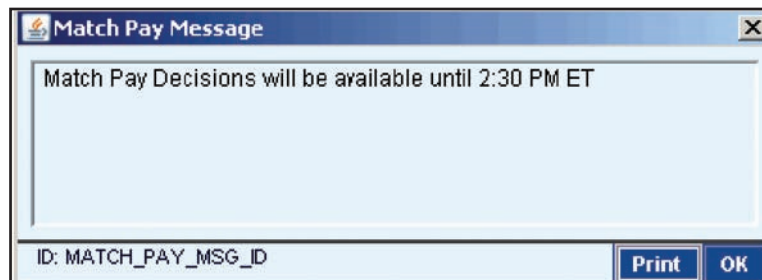 Match Pay Message
Match Pay Decisions will be available until 2:30 PM ET
ID: MATCH_PAY_MSG_ID
Print OK